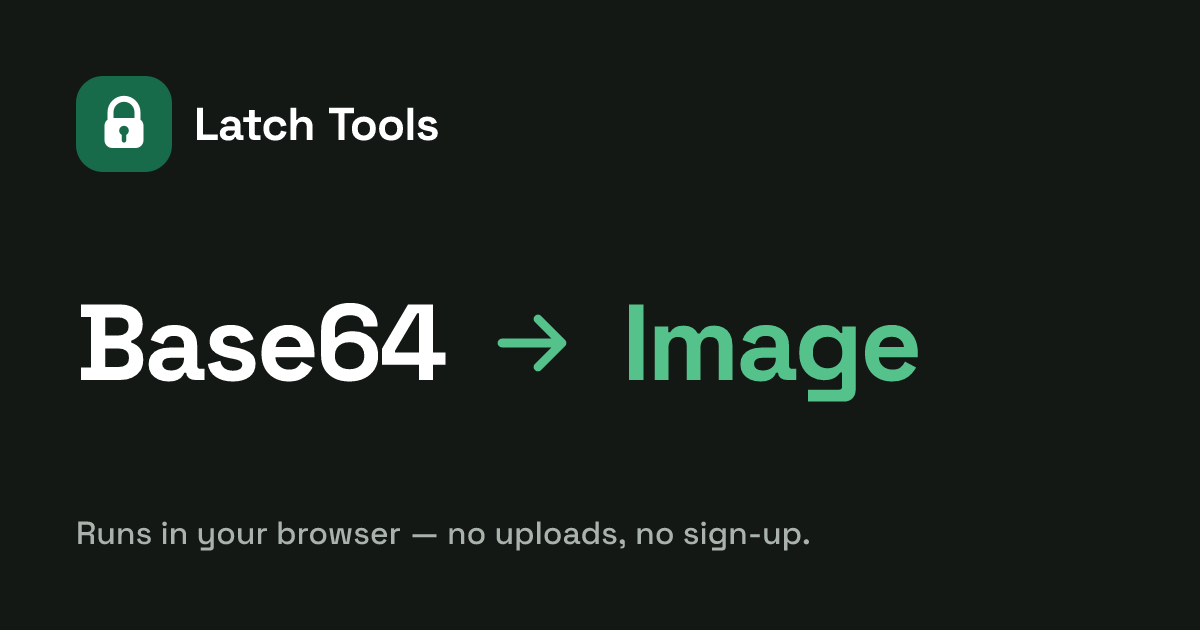 Latch Tools
Base64 → Image
Runs in your browser — no uploads, no sign-up.